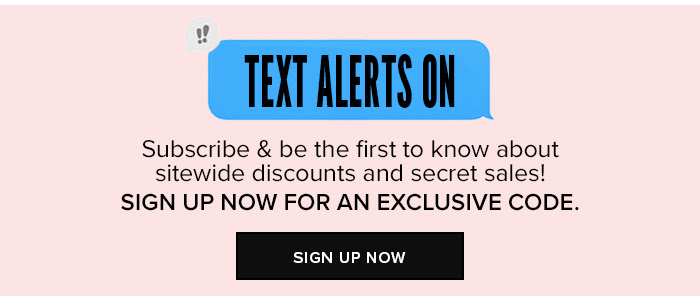 !!
TEXT ALERTS ON
Subscribe & be the first to know about
sitewide discounts and secret sales!
SIGN UP NOW FOR AN EXCLUSIVE CODE.
SIGN UP NOW